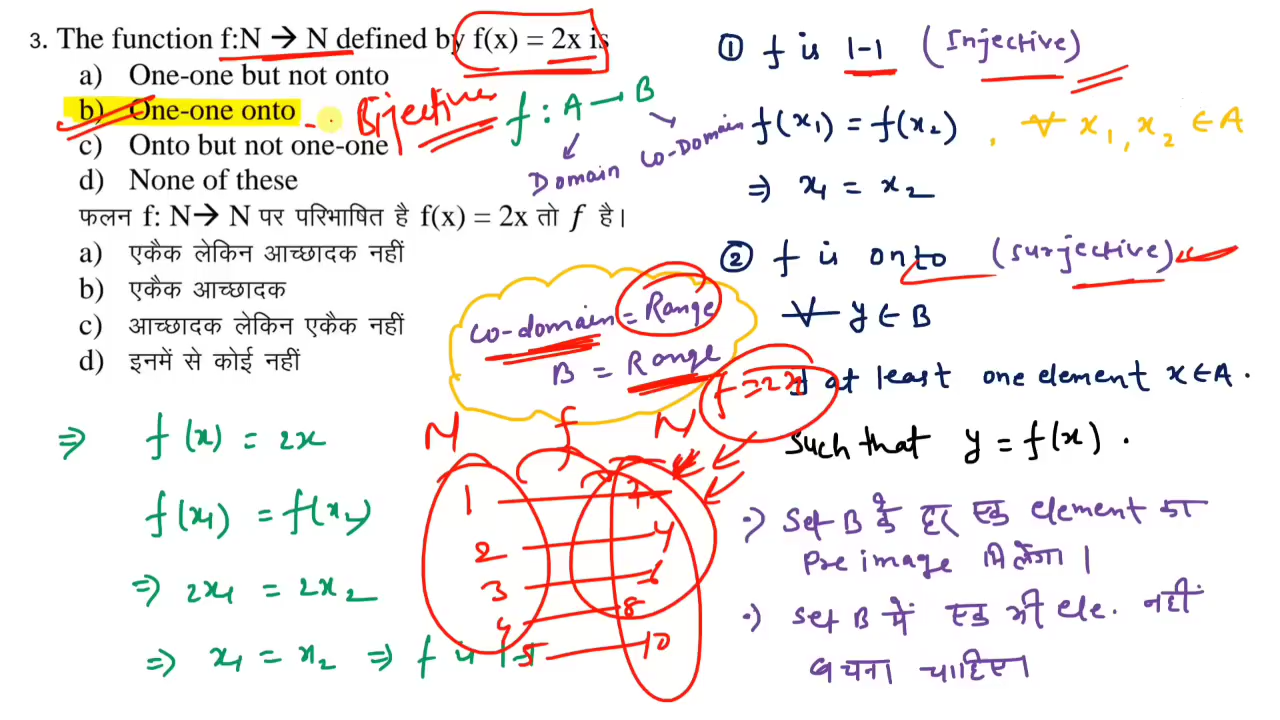 3. The function f:N → N defined by f(x) = 2x is
a) One-one but not onto
b) One-one onto
c) Onto but not one-one
d) None of these
फलन f: N→ N पर परिभाषित है f(x) = 2x तो f है।
a) एकैक लेकिन आच्छादक नहीं
b) एकैक आच्छादक
c) आच्छादक लेकिन एकैक नहीं
d) इनमें से कोई नहीं
Bijective
f : A → B
Domain
Co-Domain
① f is 1-1 (Injective)
f(x₁) = f(x₂) , ∀ x₁, x₂ ∈ A
⇒ x₁ = x₂
② f is onto (surjective)
∀ y ∈ B
at least one element x ∈ A.
such that y = f(x).
Co-domain = Range
B = Range
f = 2x
⇒ f(x) = 2x
f(x₁) = f(x₂)
⇒ 2x₁ = 2x₂
⇒ x₁ = x₂ ⇒ f is
N f N
1
2 4
3 6
4 8
5 10
∴) Set B के हर एक element का
Pre image मिलेगा।
∴) Set B में एक भी ele. नहीं
बचना चाहिए।